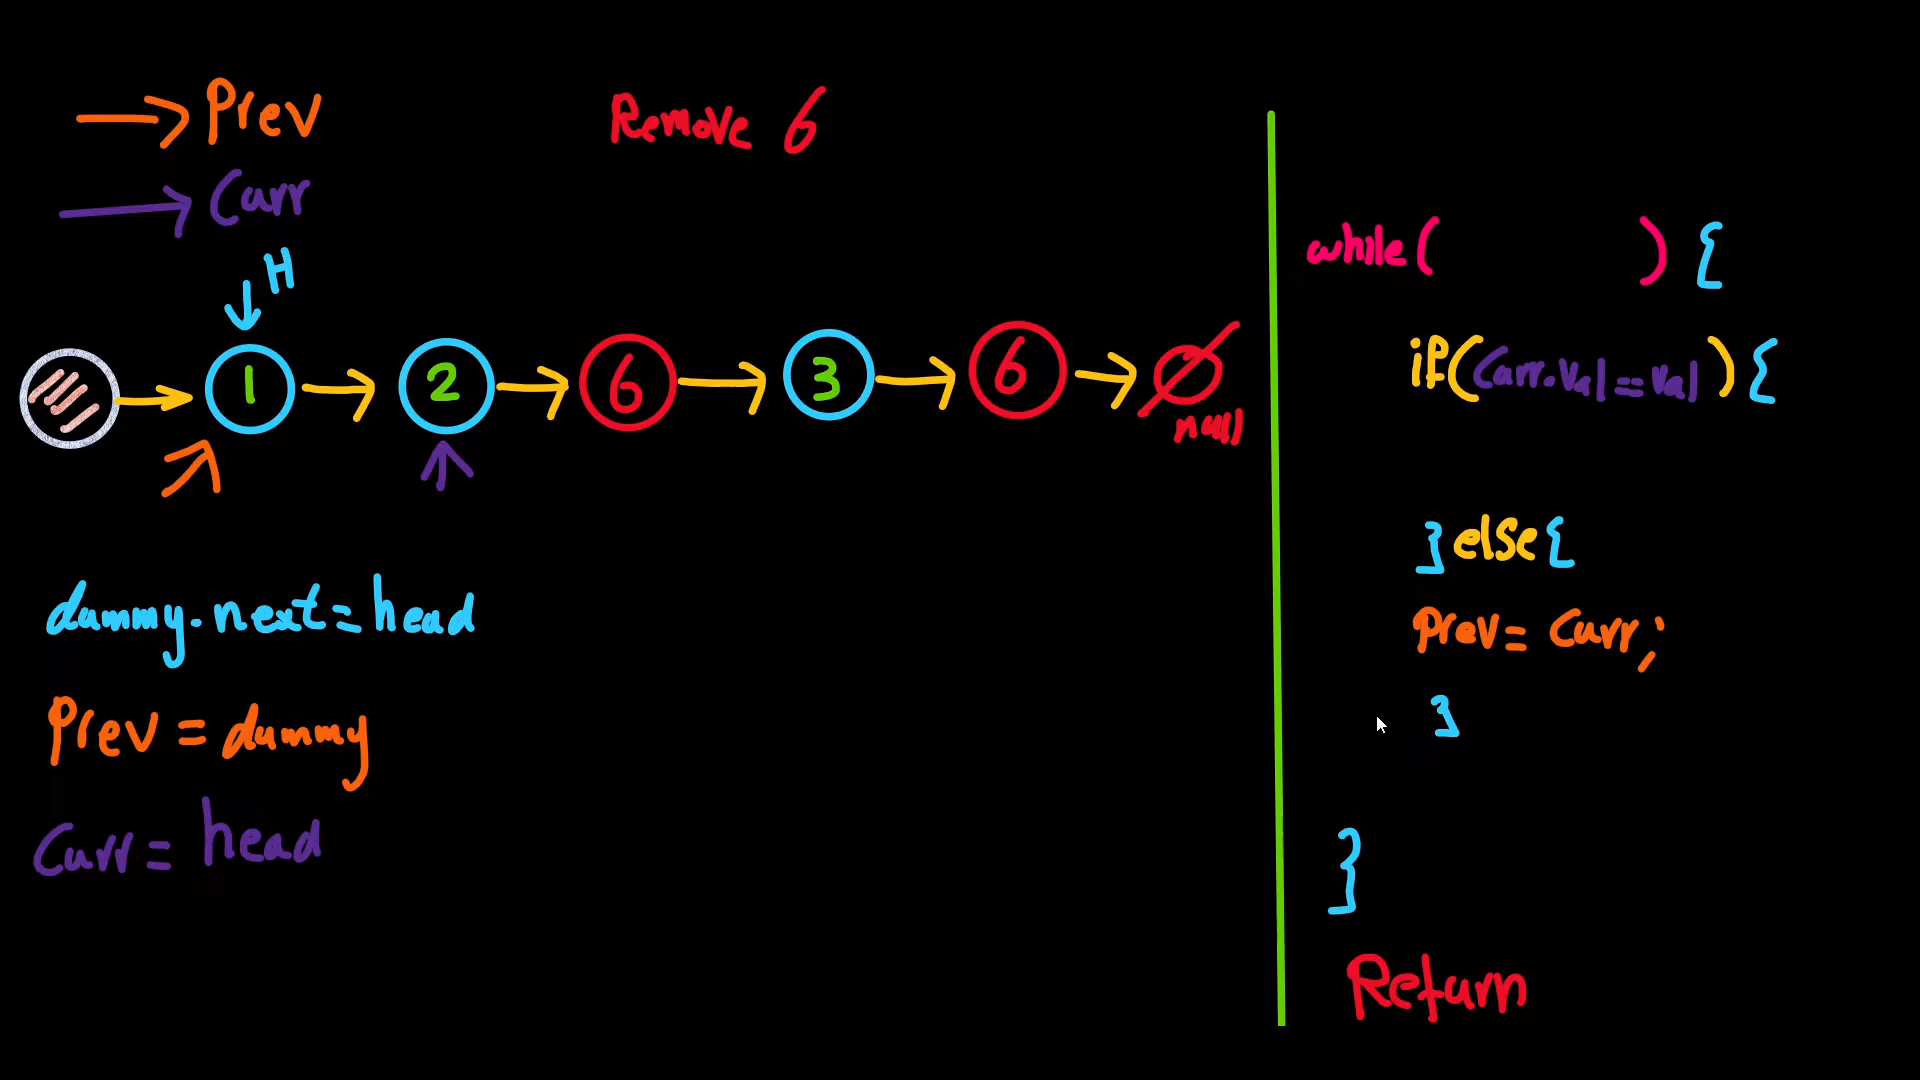 Prev
Remove 6
Curr
H
1 2 6 3 6
null
dummy.next=head
Prev = dummy
Curr= head
while( ) {
if(Curr.Val==Val) {
} else {
Prev= Curr;
}
}
Return